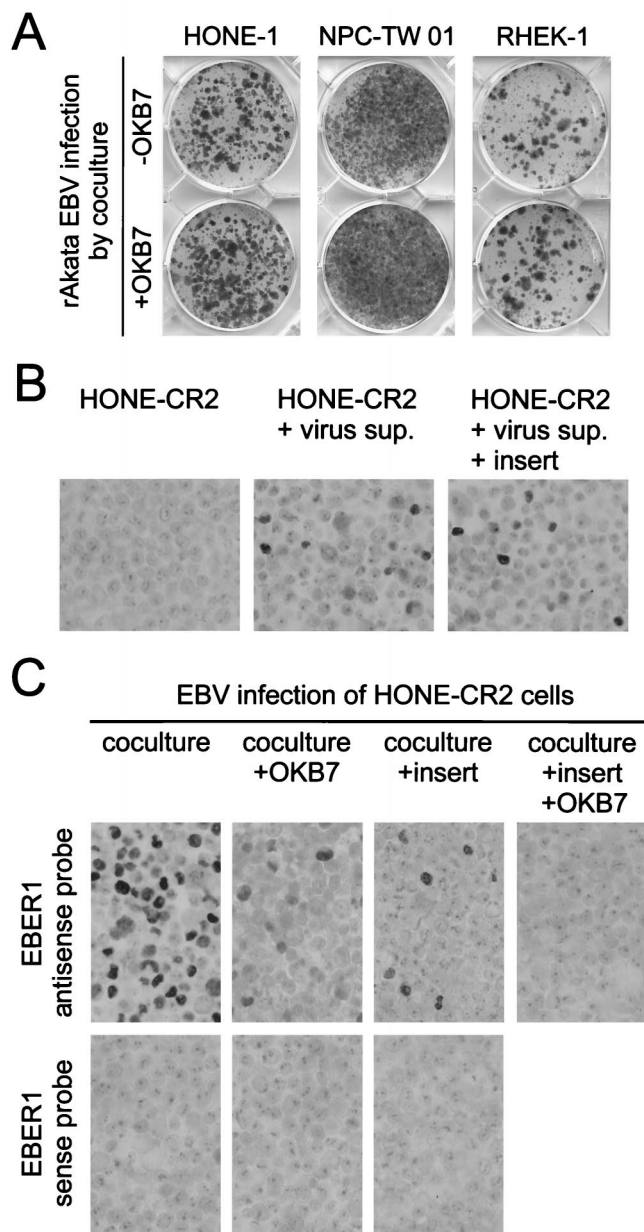 A
HONE-1
NPC-TW 01
RHEK-1
rAkata EBV infection
by coculture
-OKB7
+OKB7
B
HONE-CR2
HONE-CR2
+ virus sup.
HONE-CR2
+ virus sup.
+ insert
C
EBV infection of HONE-CR2 cells
coculture
coculture
+OKB7
coculture
+insert
coculture
+insert
+OKB7
EBER1
antisense probe
EBER1
sense probe